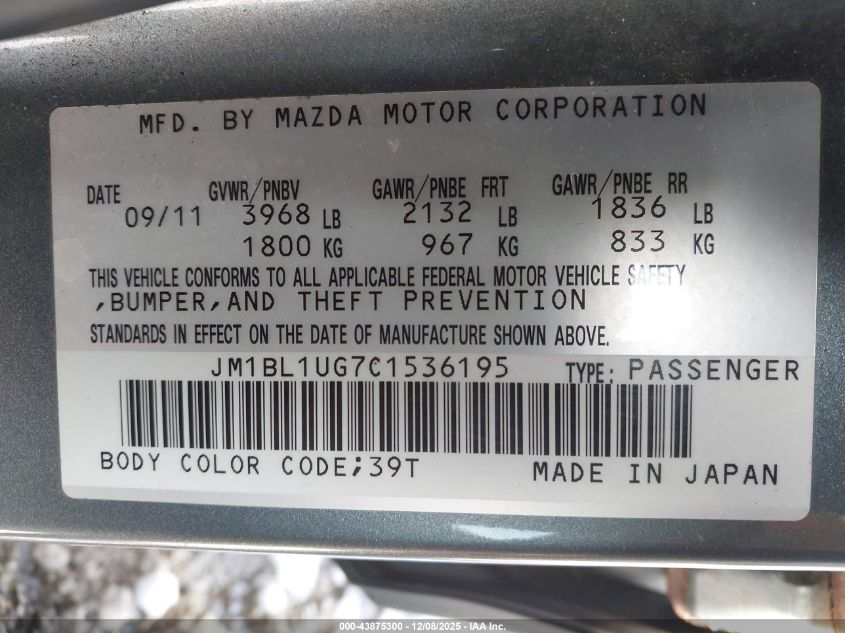 MFD. BY MAZDA MOTOR CORPORATION
DATE GVWR/PNBV GAWR/PNBE FRT GAWR/PNBE RR
09/11 3968 LB 2132 LB 1836 LB
1800 KG 967 KG 833 KG
THIS VEHICLE CONFORMS TO ALL APPLICABLE FEDERAL MOTOR VEHICLE SAFETY
,BUMPER,AND THEFT PREVENTION
STANDARDS IN EFFECT ON THE DATE OF MANUFACTURE SHOWN ABOVE.
JM1BL1UG7C1536195 TYPE: PASSENGER
BODY COLOR CODE;39T MADE IN JAPAN
000-43875300 - 12/08/2025 - IAA Inc.